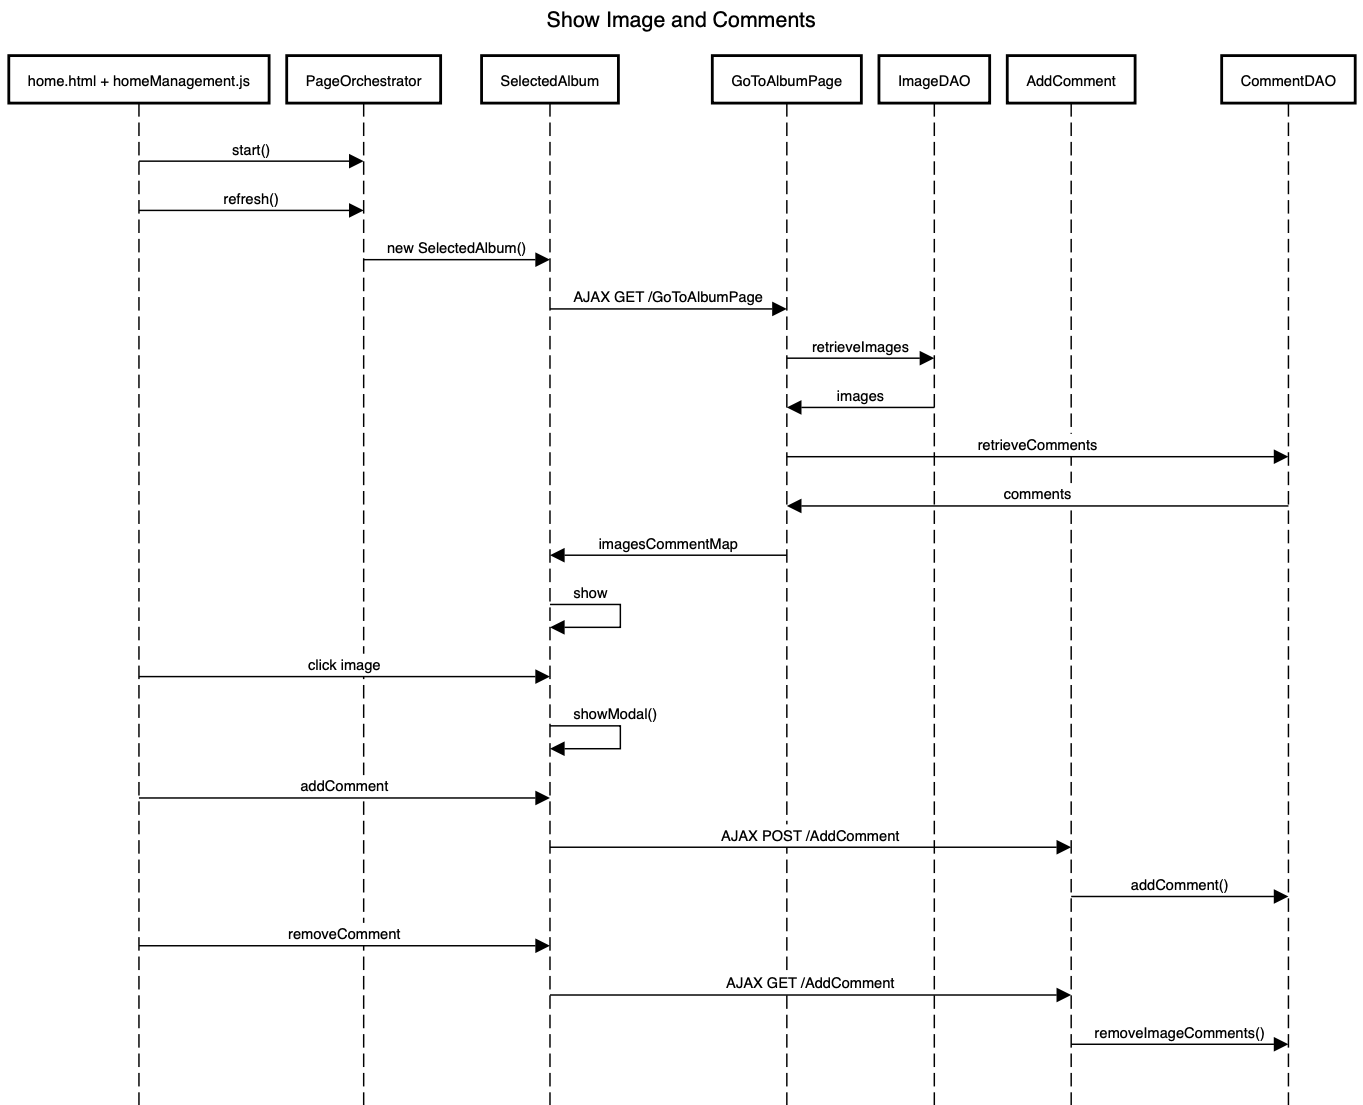 Show Image and Comments
home.html + homeManagement.js
PageOrchestrator
SelectedAlbum
GoToAlbumPage
ImageDAO
AddComment
CommentDAO
start()
refresh()
new SelectedAlbum()
AJAX GET /GoToAlbumPage
retrieveImages
images
retrieveComments
comments
imagesCommentMap
show
click image
showModal()
addComment
AJAX POST /AddComment
addComment()
removeComment
AJAX GET /AddComment
removeImageComments()